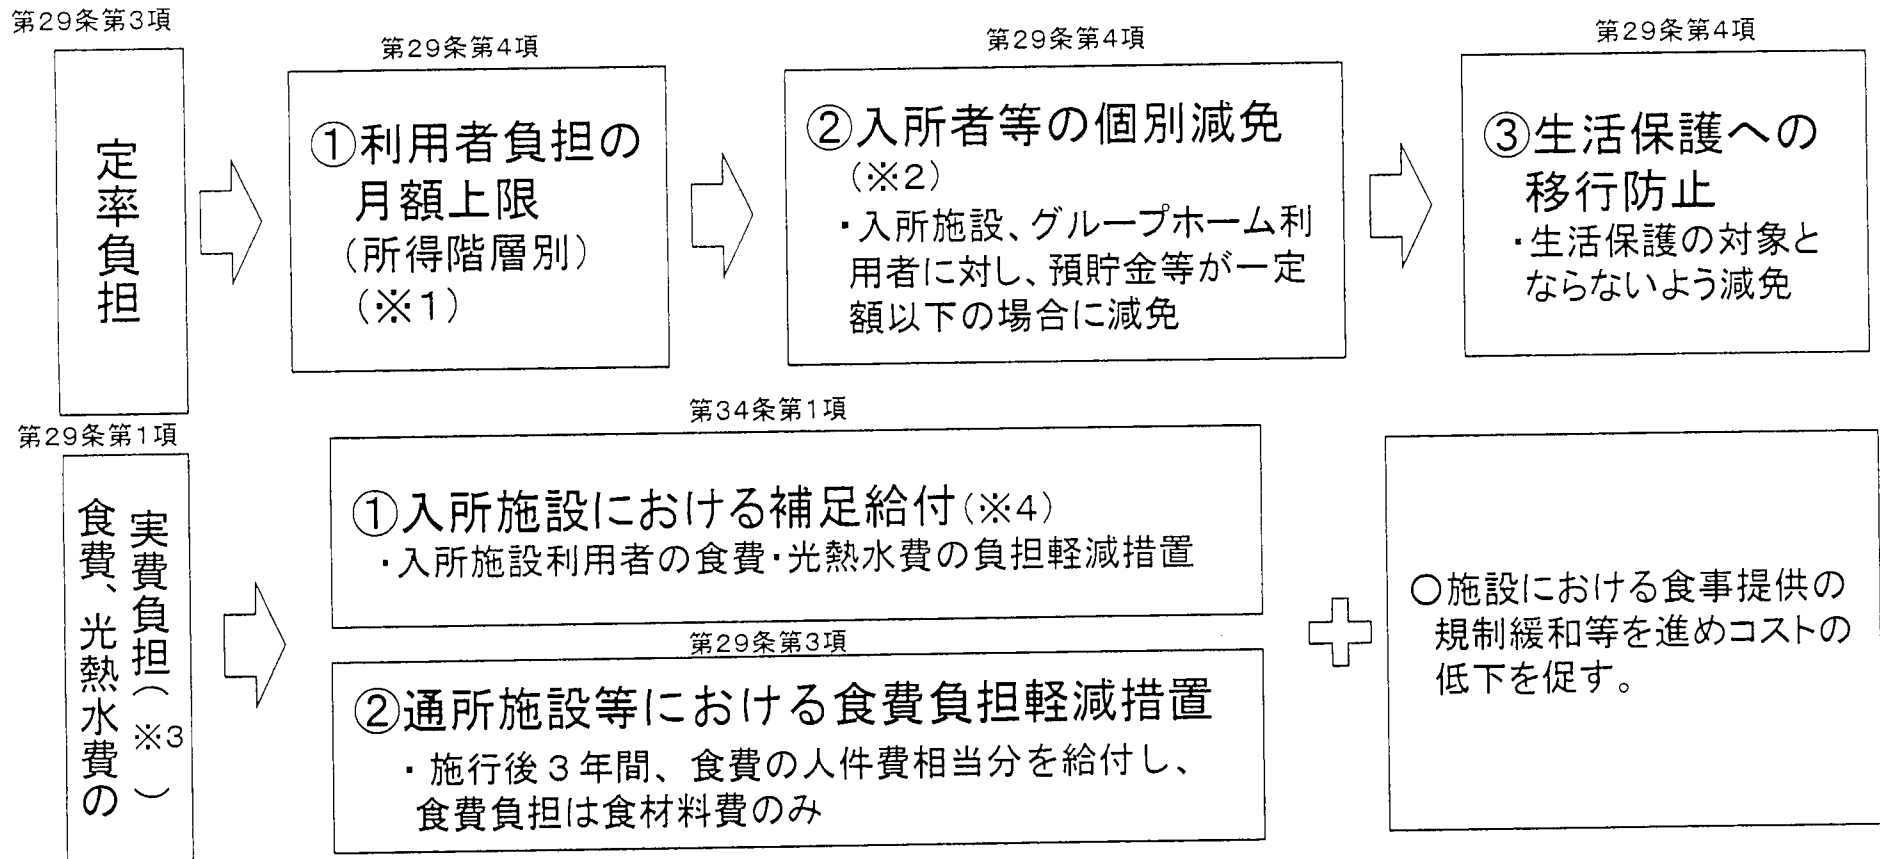 第29条第3項
定率負担
第29条第4項
①利用者負担の
月額上限
(所得階層別)
(※1)
第29条第4項
②入所者等の個別減免
(※2)
・入所施設、グループホーム利
用者に対し、預貯金等が一定
額以下の場合に減免
第29条第4項
③生活保護への
移行防止
・生活保護の対象と
ならないよう減免
第29条第1項
食費、光熱水費の
実費負担(※3)
第34条第1項
①入所施設における補足給付(※4)
・入所施設利用者の食費・光熱水費の負担軽減措置
第29条第3項
②通所施設等における食費負担軽減措置
・施行後3年間、食費の人件費相当分を給付し、
食費負担は食材料費のみ
○施設における食事提供の
規制緩和等を進めコストの
低下を促す。